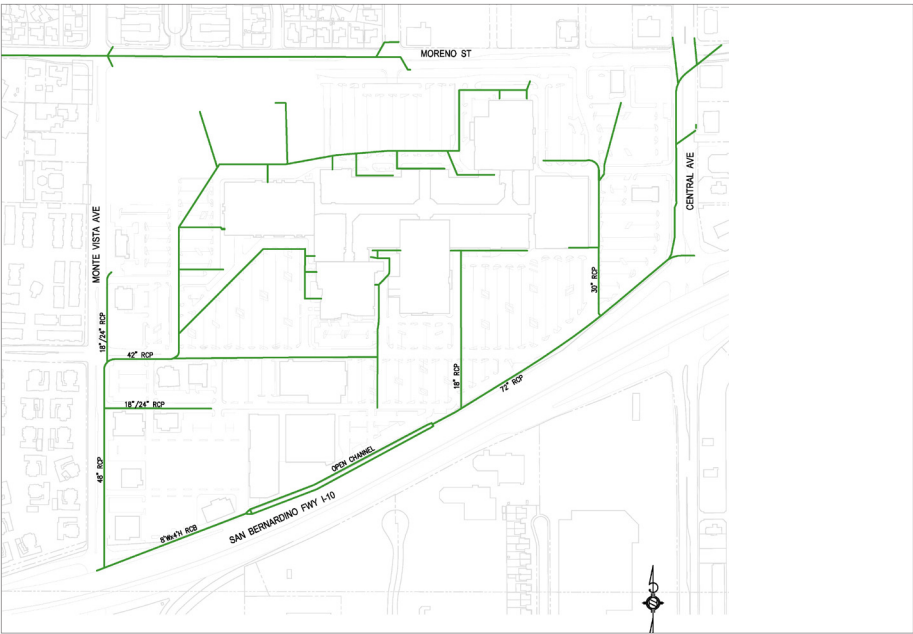 MORENO ST
CENTRAL AVE
MONTE VISTA AVE
30" RCP
18"/24" RCP
42" RCP
18" RCP
72" RCP
18"/24" RCP
OPEN CHANNEL
48" RCP
SAN BERNARDINO FWY I-10
8'Wx4'H RCB